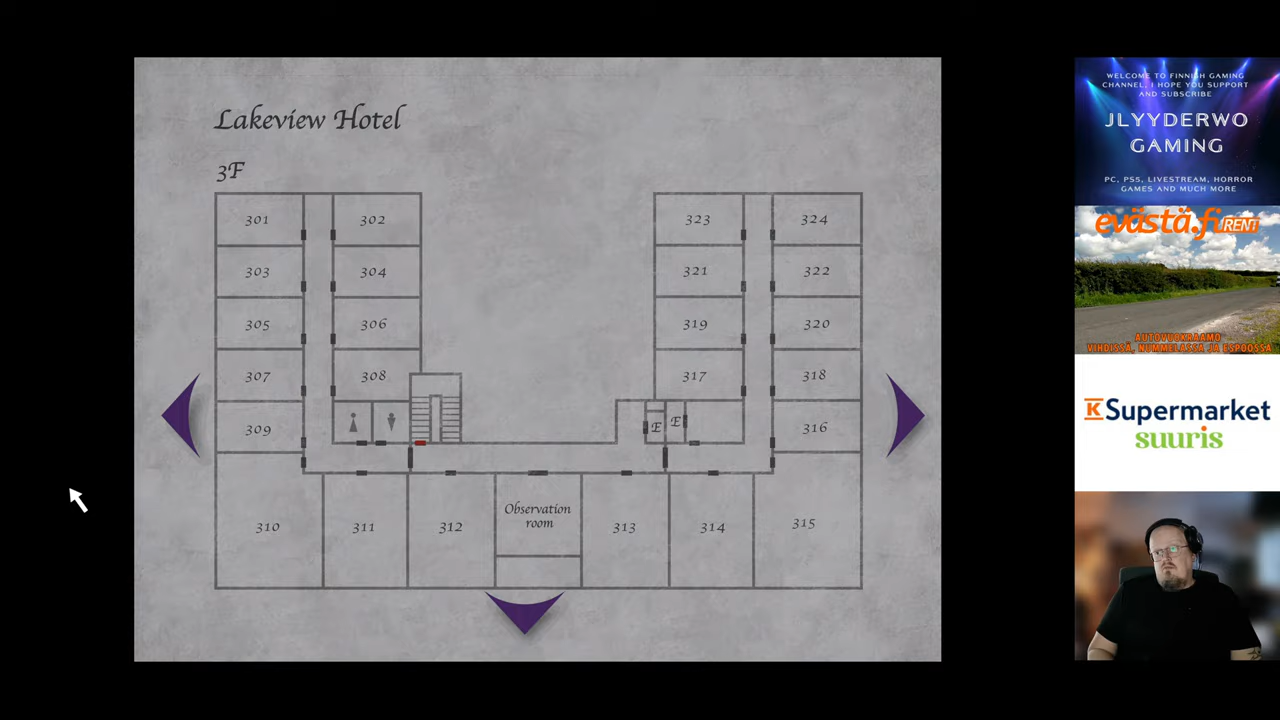 Lakeview Hotel
3F
301
302
303
304
305
306
307
308
309
310
311
312
Observation
room
313
314
315
316
317
318
319
320
321
322
323
324
E
E
WELCOME TO FINNISH GAMING
CHANNEL, I HOPE YOU SUPPORT
AND SUBSCRIBE
JLYYDERWO
GAMING
PC, PS5, LIVESTREAM, HORROR
GAMES AND MUCH MORE
evästä.fi RENT
AUTOVUOKRAAMO
VIHDISSÄ, NUMMELASSA JA ESPOOSSA
K Supermarket
suuris